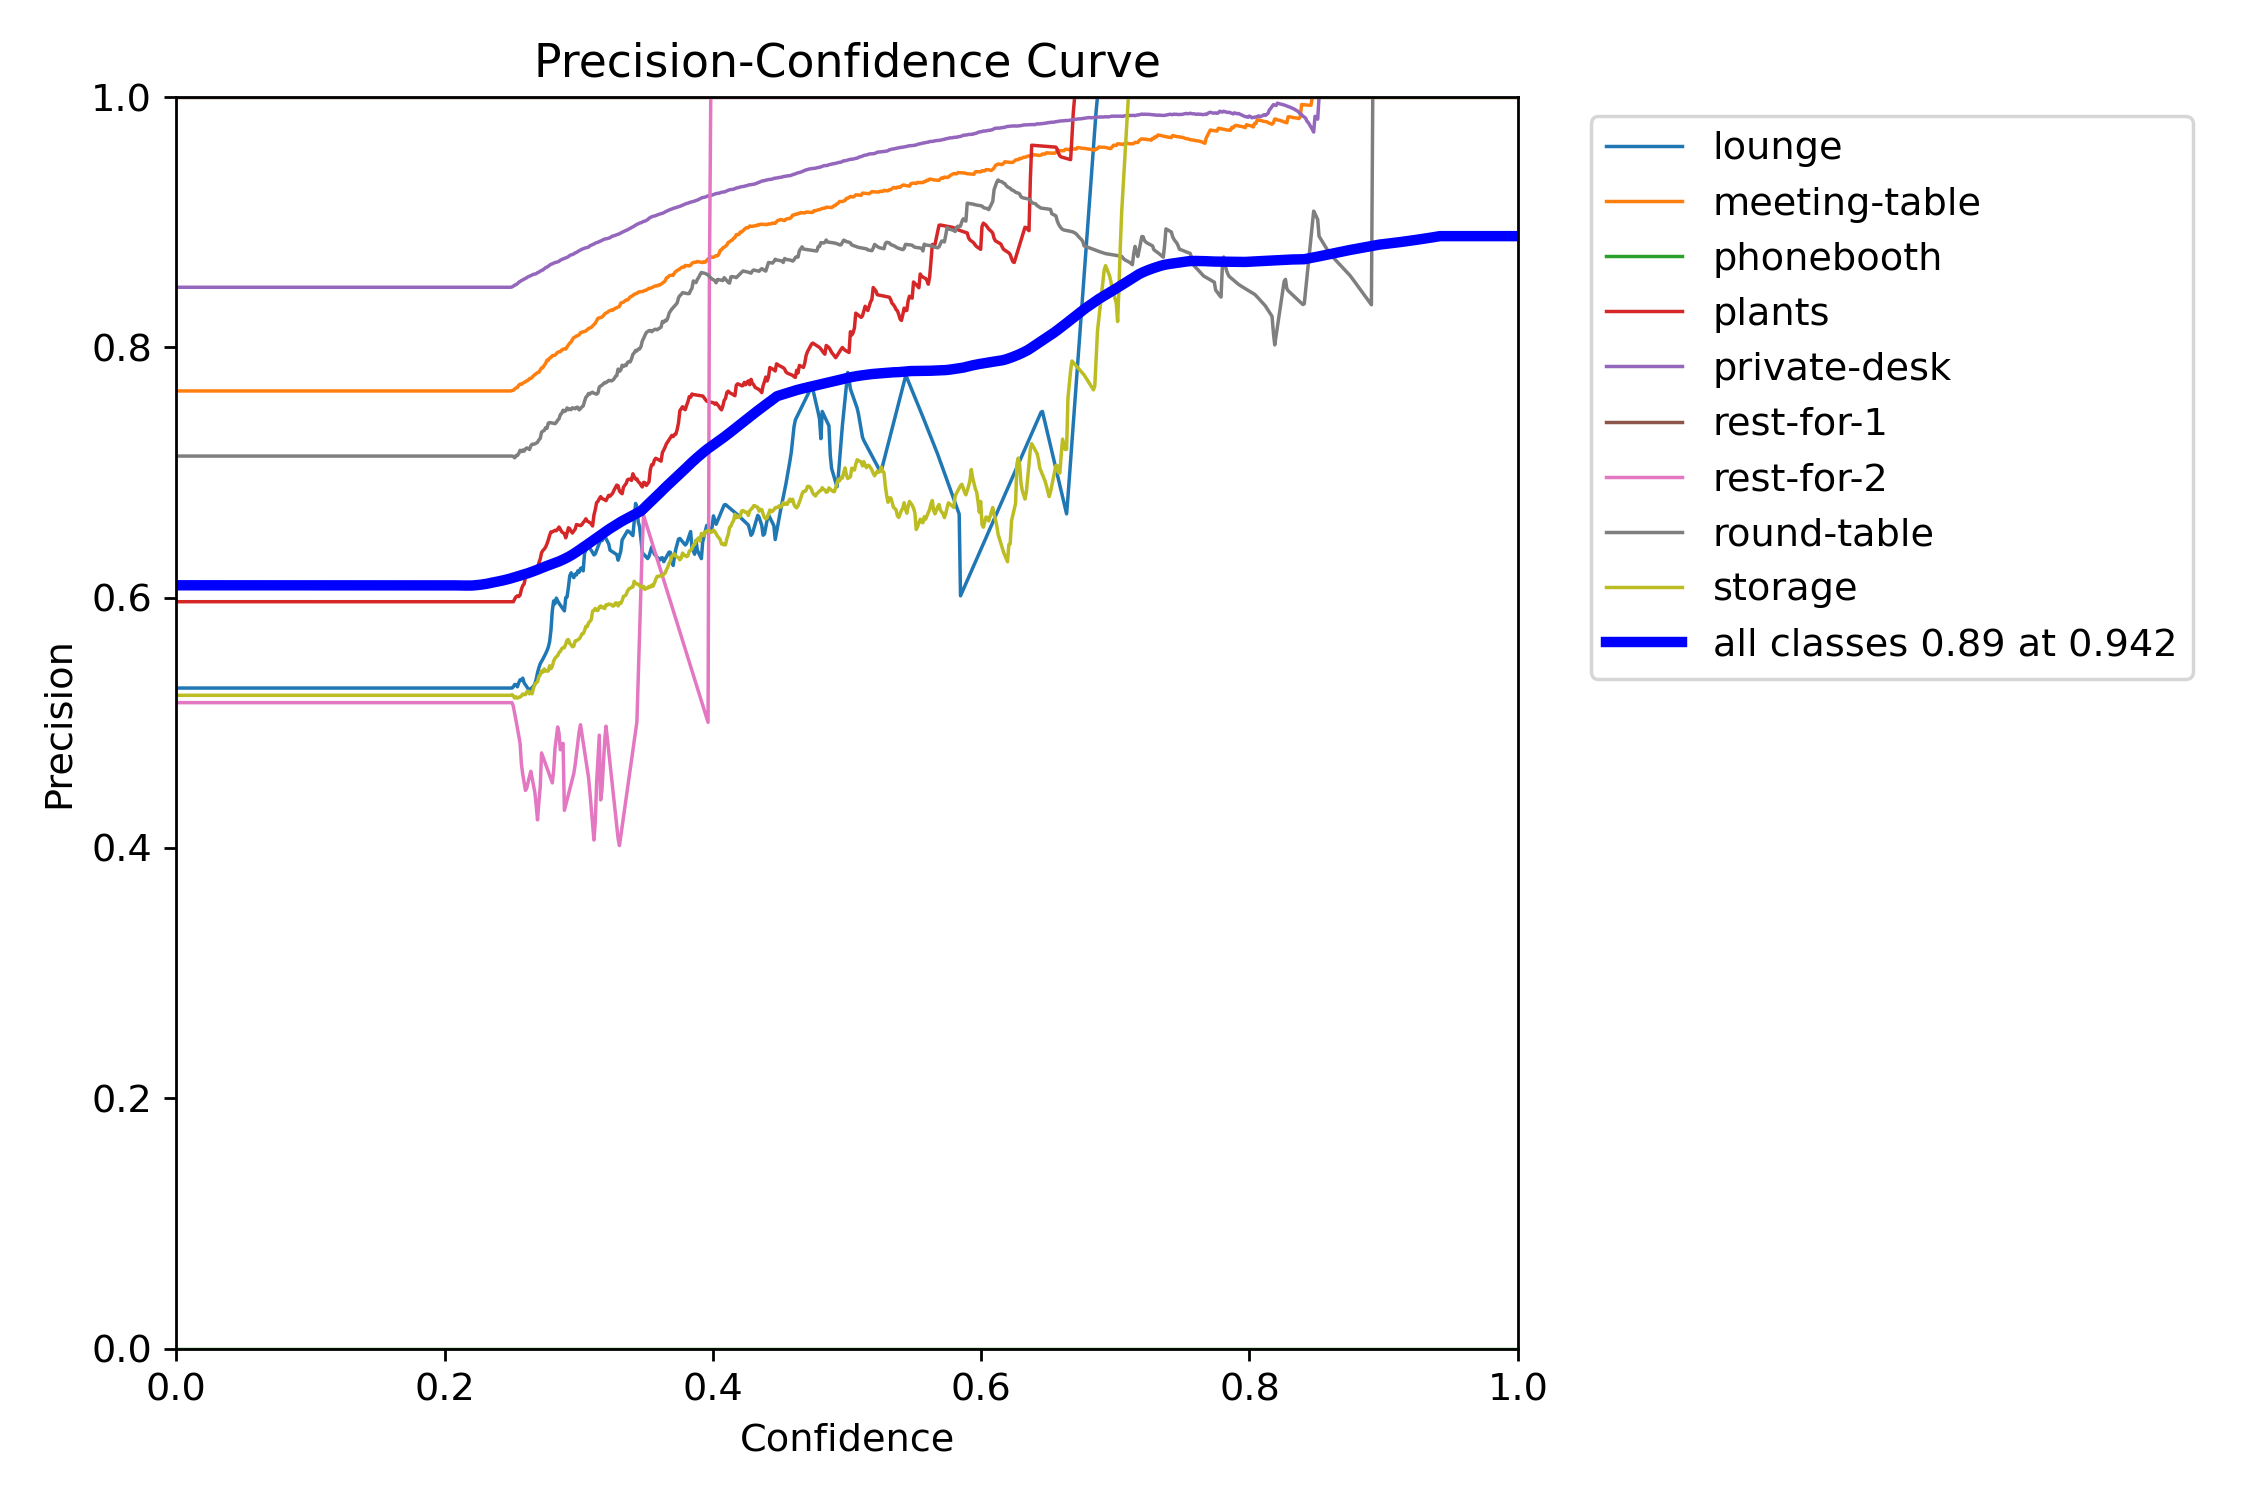 Precision-Confidence Curve
1.0
0.8
0.6
0.4
0.2
0.0
Precision
0.0 0.2 0.4 0.6 0.8 1.0
Confidence
lounge
meeting-table
phonebooth
plants
private-desk
rest-for-1
rest-for-2
round-table
storage
all classes 0.89 at 0.942